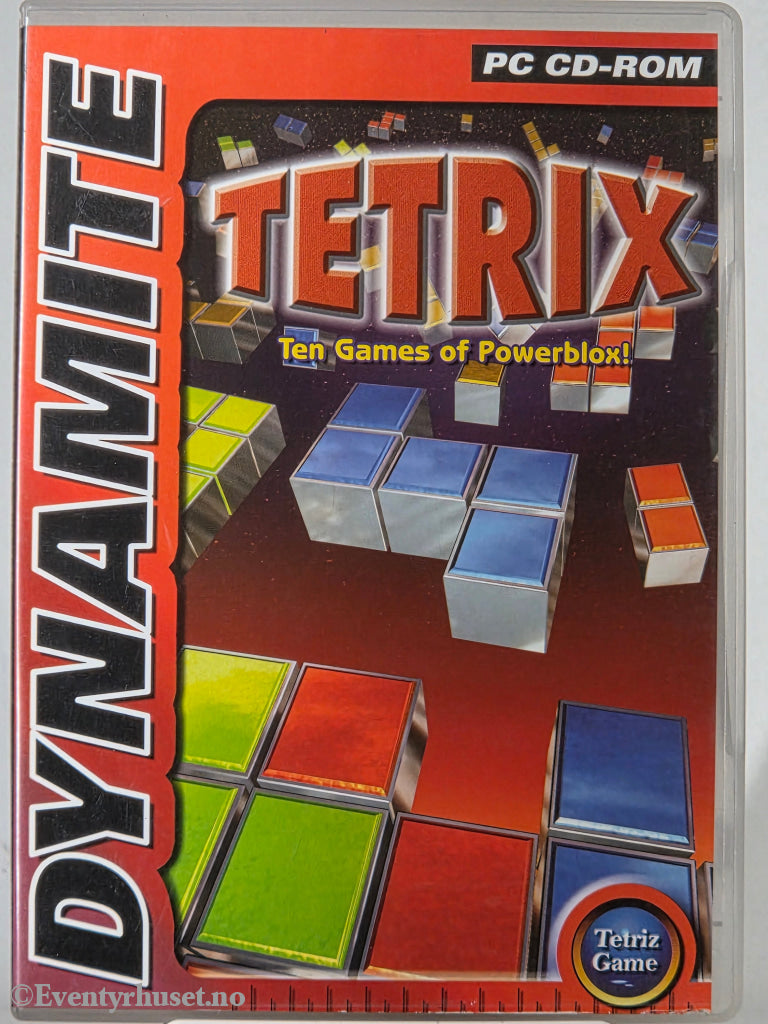 PC CD-ROM
DYNAMITE
TETRIX
Ten Games of Powerblox!
Tetriz
Game
©Eventyrhuset.no